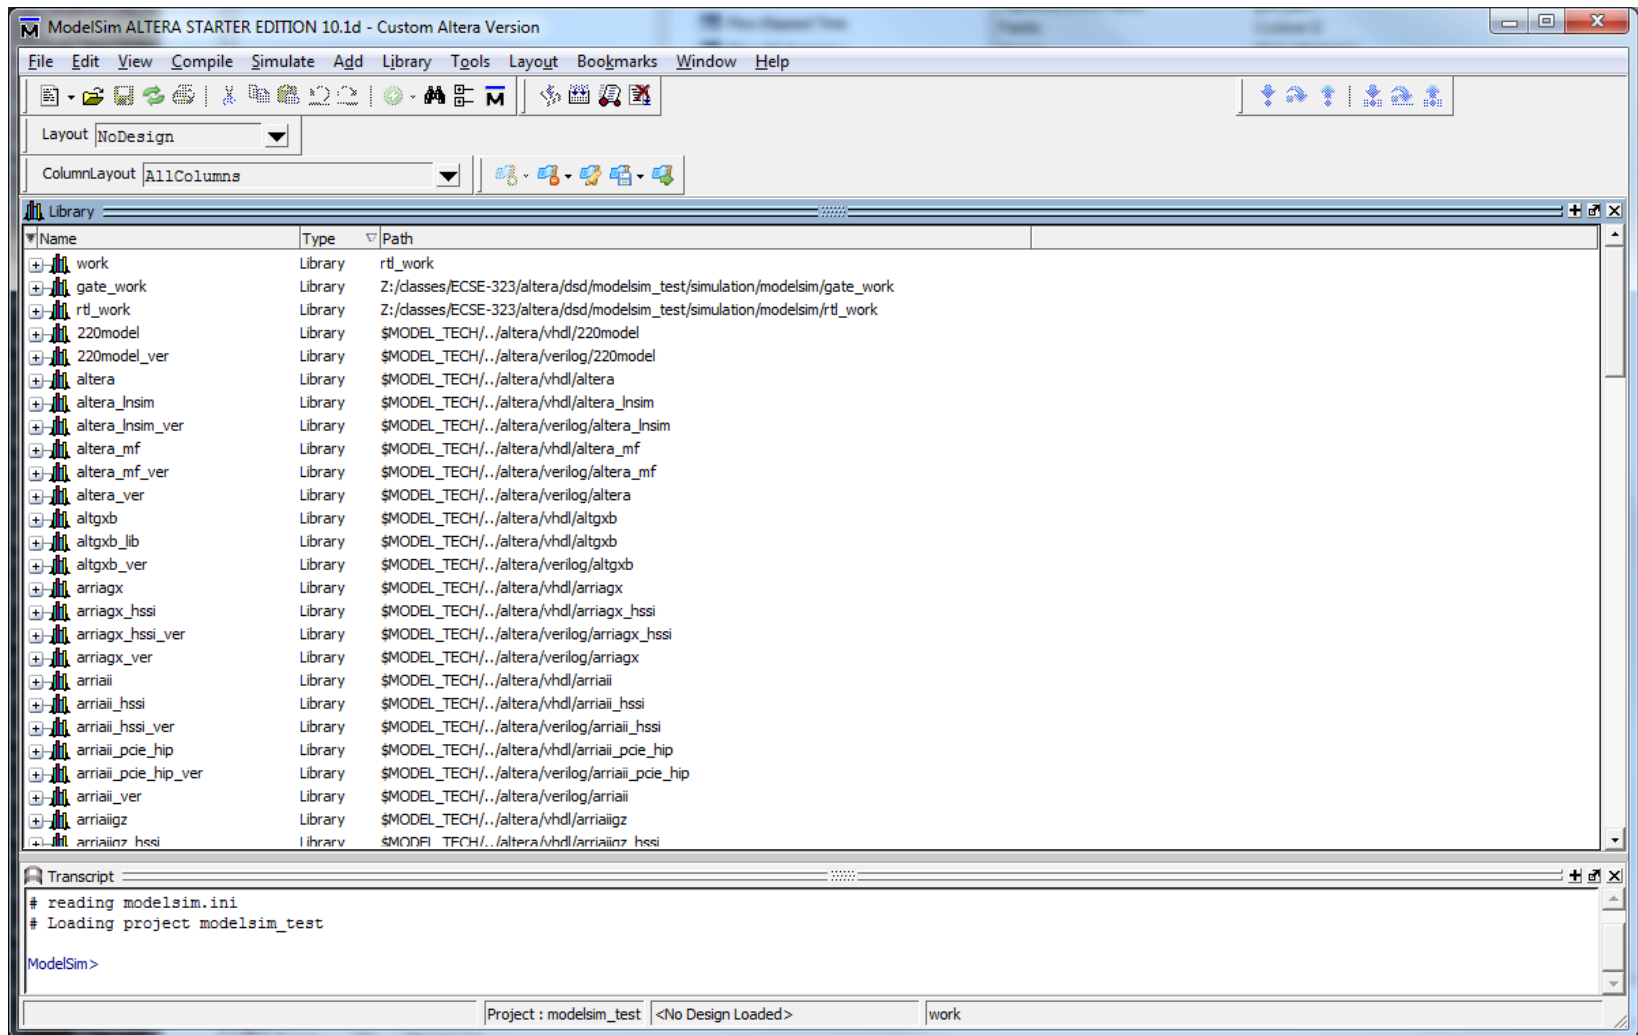 ModelSim ALTERA STARTER EDITION 10.1d - Custom Altera Version
File Edit View Compile Simulate Add Library Tools Layout Bookmarks Window Help
Layout NoDesign
ColumnLayout AllColumns
Library
Name Type Path
work Library rtl_work
gate_work Library Z:/classes/ECSE-323/altera/dsd/modelsim_test/simulation/modelsim/gate_work
rtl_work Library Z:/classes/ECSE-323/altera/dsd/modelsim_test/simulation/modelsim/rtl_work
220model Library $MODEL_TECH/../altera/vhdl/220model
220model_ver Library $MODEL_TECH/../altera/verilog/220model
altera Library $MODEL_TECH/../altera/vhdl/altera
altera_lnsim Library $MODEL_TECH/../altera/vhdl/altera_lnsim
altera_lnsim_ver Library $MODEL_TECH/../altera/verilog/altera_lnsim
altera_mf Library $MODEL_TECH/../altera/vhdl/altera_mf
altera_mf_ver Library $MODEL_TECH/../altera/verilog/altera_mf
altera_ver Library $MODEL_TECH/../altera/verilog/altera
altgxb Library $MODEL_TECH/../altera/vhdl/altgxb
altgxb_lib Library $MODEL_TECH/../altera/vhdl/altgxb
altgxb_ver Library $MODEL_TECH/../altera/verilog/altgxb
arriagx Library $MODEL_TECH/../altera/vhdl/arriagx
arriagx_hssi Library $MODEL_TECH/../altera/vhdl/arriagx_hssi
arriagx_hssi_ver Library $MODEL_TECH/../altera/verilog/arriagx_hssi
arriagx_ver Library $MODEL_TECH/../altera/verilog/arriagx
arriaii Library $MODEL_TECH/../altera/vhdl/arriaii
arriaii_hssi Library $MODEL_TECH/../altera/vhdl/arriaii_hssi
arriaii_hssi_ver Library $MODEL_TECH/../altera/verilog/arriaii_hssi
arriaii_pcie_hip Library $MODEL_TECH/../altera/vhdl/arriaii_pcie_hip
arriaii_pcie_hip_ver Library $MODEL_TECH/../altera/verilog/arriaii_pcie_hip
arriaii_ver Library $MODEL_TECH/../altera/verilog/arriaii
arriaiigz Library $MODEL_TECH/../altera/vhdl/arriaiigz
arriaiigz_hssi Library $MODEL_TECH/../altera/vhdl/arriaiigz_hssi
Transcript
# reading modelsim.ini
# Loading project modelsim_test
ModelSim>
Project : modelsim_test <No Design Loaded> work